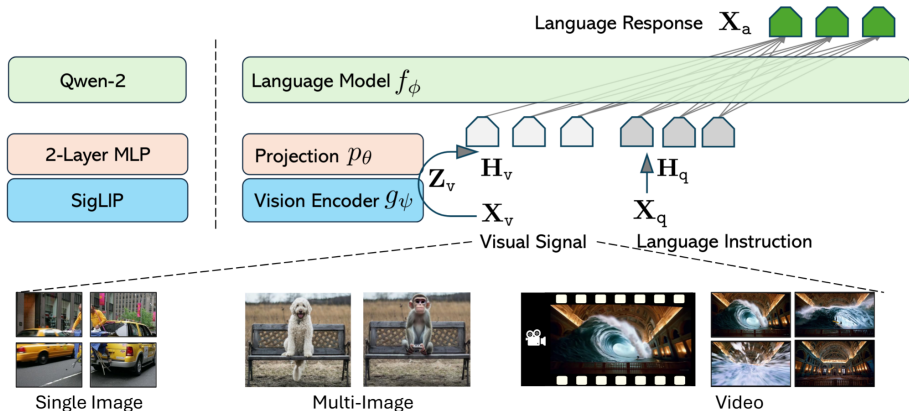 Language Response X_a
Qwen-2
Language Model f_ϕ
2-Layer MLP
Projection p_θ
Z_v
H_v
H_q
SigLIP
Vision Encoder g_ψ
X_v
X_q
Visual Signal
Language Instruction
Single Image
Multi-Image
Video